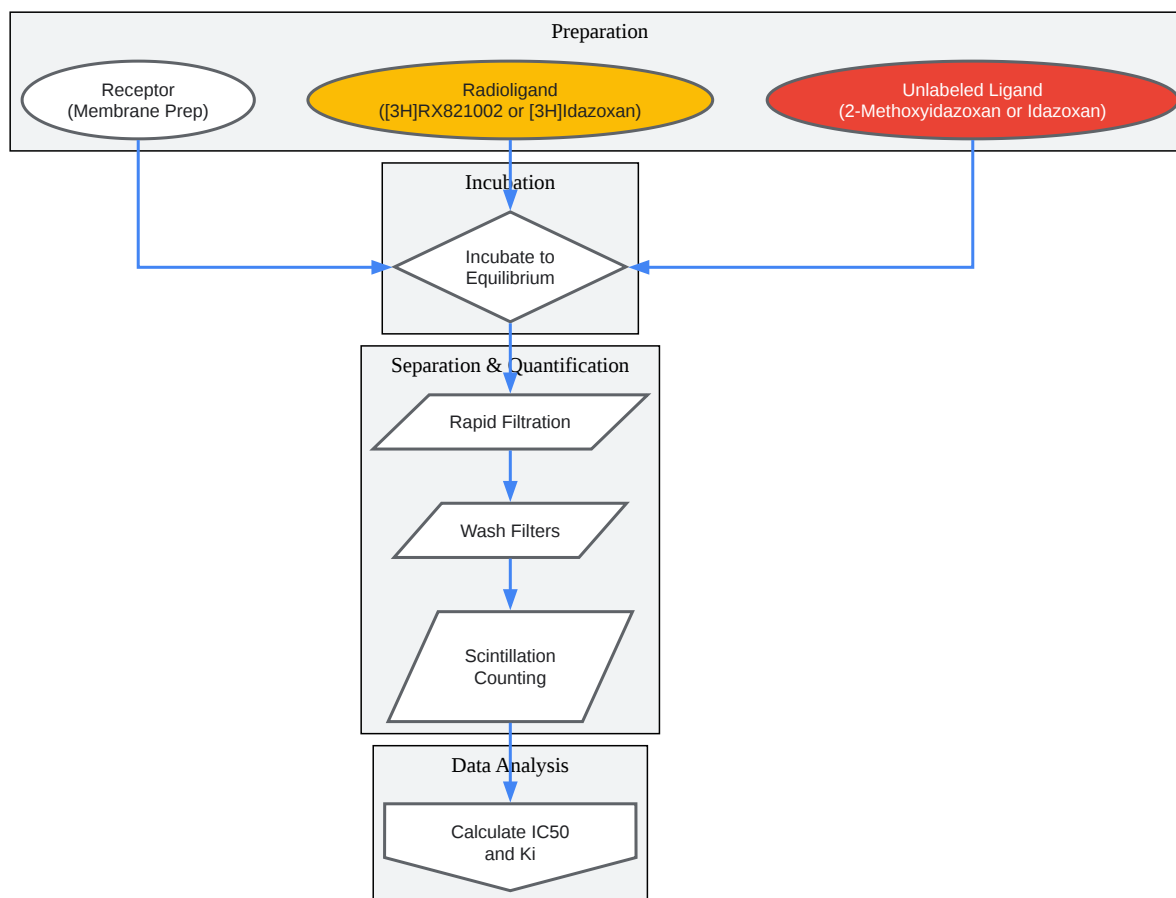 Preparation
Receptor
(Membrane Prep)
Radioligand
([3H]RX821002 or [3H]Idazoxan)
Unlabeled Ligand
(2-Methoxyidazoxan or Idazoxan)
Incubation
Incubate to
Equilibrium
Separation & Quantification
Rapid Filtration
Wash Filters
Scintillation
Counting
Data Analysis
Calculate IC50
and Ki